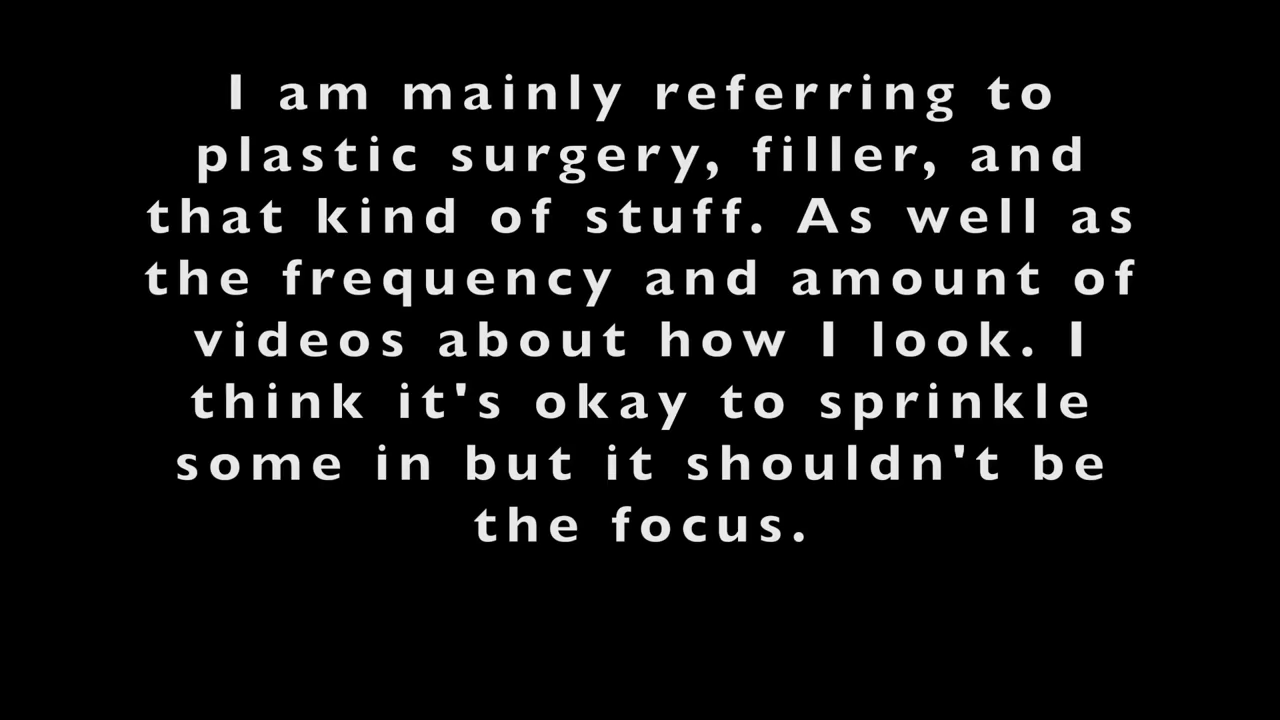 I am mainly referring to
plastic surgery, filler, and
that kind of stuff. As well as
the frequency and amount of
videos about how I look. I
think it's okay to sprinkle
some in but it shouldn't be
the focus.